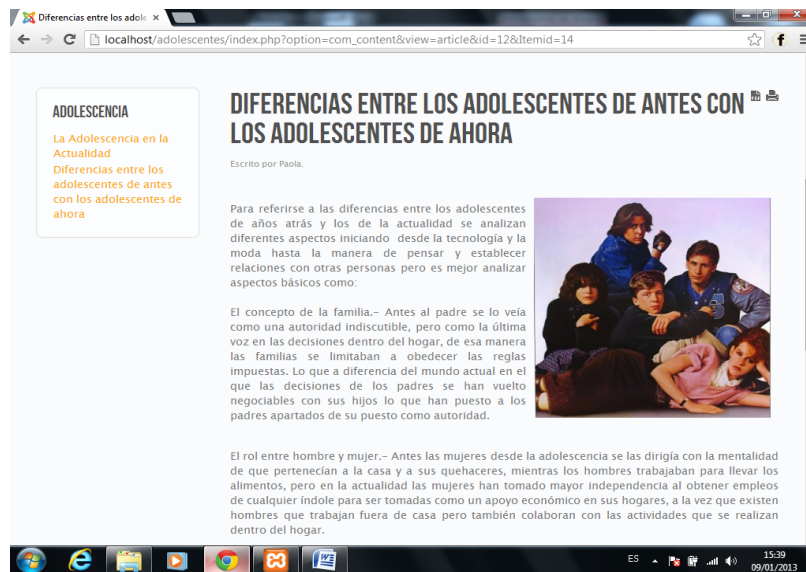 Diferencias entre los adole
localhost/adolescentes/index.php?option=com_content&view=article&id=12&Itemid=14
ADOLESCENCIA
La Adolescencia en la
Actualidad
Diferencias entre los
adolescentes de antes
con los adolescentes de
ahora
DIFERENCIAS ENTRE LOS ADOLESCENTES DE ANTES CON
LOS ADOLESCENTES DE AHORA
Escrito por Paola.
Para referirse a las diferencias entre los adolescentes
de años atrás y los de la actualidad se analizan
diferentes aspectos iniciando desde la tecnología y la
moda hasta la manera de pensar y establecer
relaciones con otras personas pero es mejor analizar
aspectos básicos como:
El concepto de la familia.- Antes al padre se lo veía
como una autoridad indiscutible, pero como la última
voz en las decisiones dentro del hogar, de esa manera
las familias se limitaban a obedecer las reglas
impuestas. Lo que a diferencia del mundo actual en el
que las decisiones de los padres se han vuelto
negociables con sus hijos lo que han puesto a los
padres apartados de su puesto como autoridad.
El rol entre hombre y mujer.- Antes las mujeres desde la adolescencia se las dirigía con la mentalidad
de que pertenecían a la casa y a sus quehaceres, mientras los hombres trabajaban para llevar los
alimentos, pero en la actualidad las mujeres han tomado mayor independencia al obtener empleos
de cualquier índole para ser tomadas como un apoyo económico en sus hogares, a la vez que existen
hombres que trabajan fuera de casa pero también colaboran con las actividades que se realizan
dentro del hogar.
ES
15:39
09/01/2013